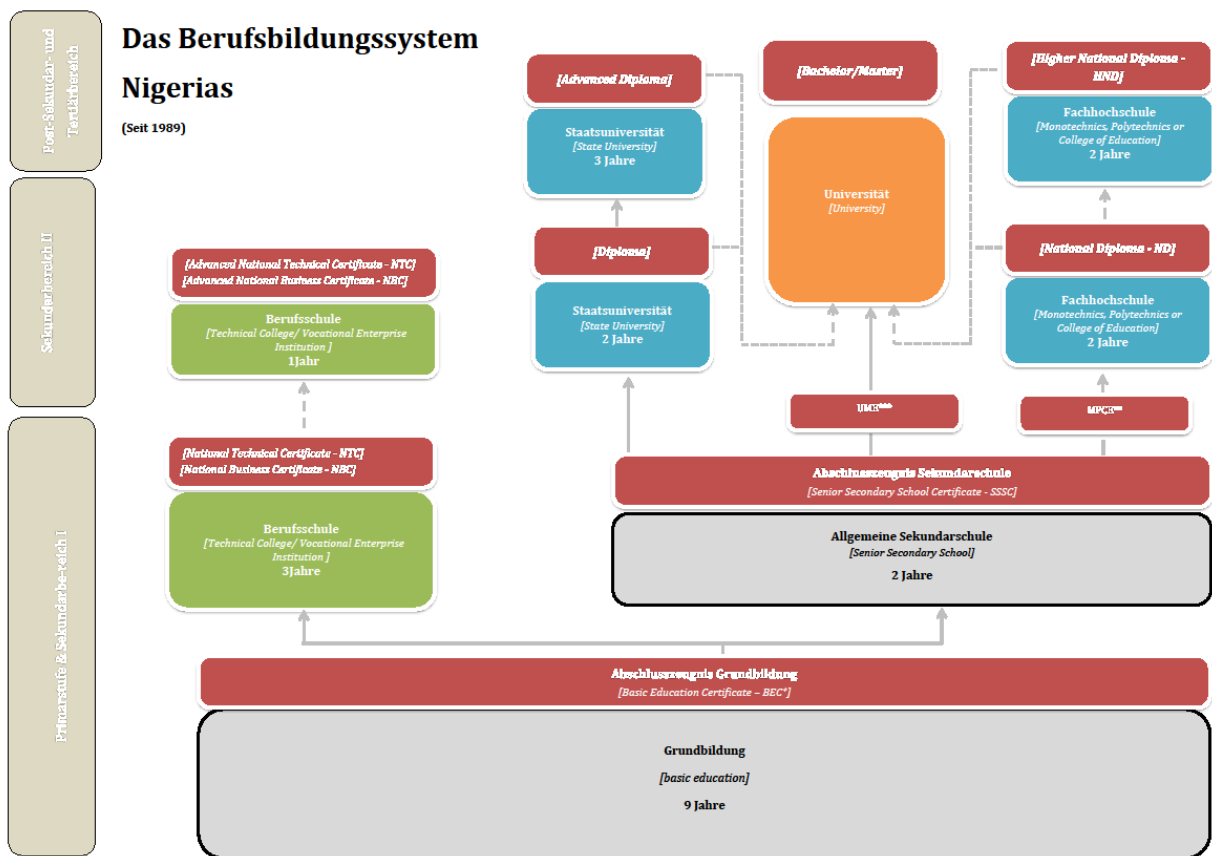 Das Berufsbildungssystem
Nigerias
(Seit 1989)
Post-Sekundar- und
Tertiärbereich
Sekundarbereich II
Primarstufe & Sekundarbe-reich I
[Advanced Diploma]
Staatsuniversität
[State University]
3 Jahre
[Diploma]
Staatsuniversität
[State University]
2 Jahre
[Bachelor/Master]
Universität
[University]
[Higher National Diploma -
HND]
Fachhochschule
[Monotechnics, Polytechnics or
College of Education]
2 Jahre
[National Diploma - ND]
Fachhochschule
[Monotechnics, Polytechnics or
College of Education]
2 Jahre
[Advanced National Technical Certificate - NTC]
[Advanced National Business Certificate - NBC]
Berufsschule
[Technical College/ Vocational Enterprise
Institution ]
1Jahr
[National Technical Certificate - NTC]
[National Business Certificate - NBC]
Berufsschule
[Technical College/ Vocational Enterprise
Institution ]
3Jahre
UME***
MPCE**
Abschlusszeugnis Sekundarschule
[Senior Secondary School Certificate - SSSC]
Allgemeine Sekundarschule
[Senior Secondary School]
2 Jahre
Abschlusszeugnis Grundbildung
[Basic Education Certificate – BEC*]
Grundbildung
[basic education]
9 Jahre